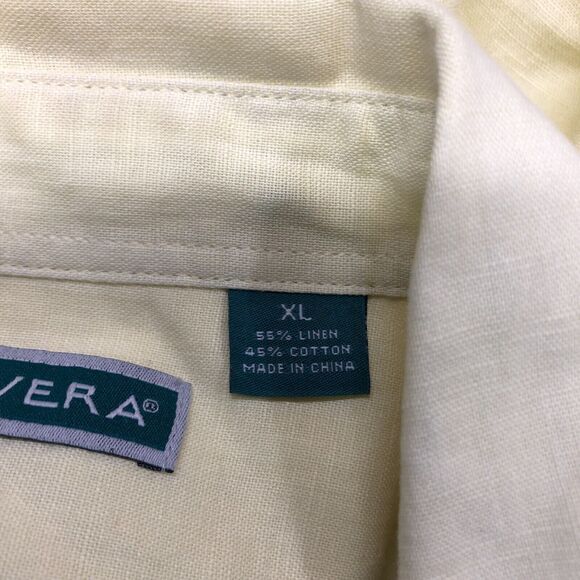 XL
55% LINEN
45% COTTON
MADE IN CHINA
VERA®